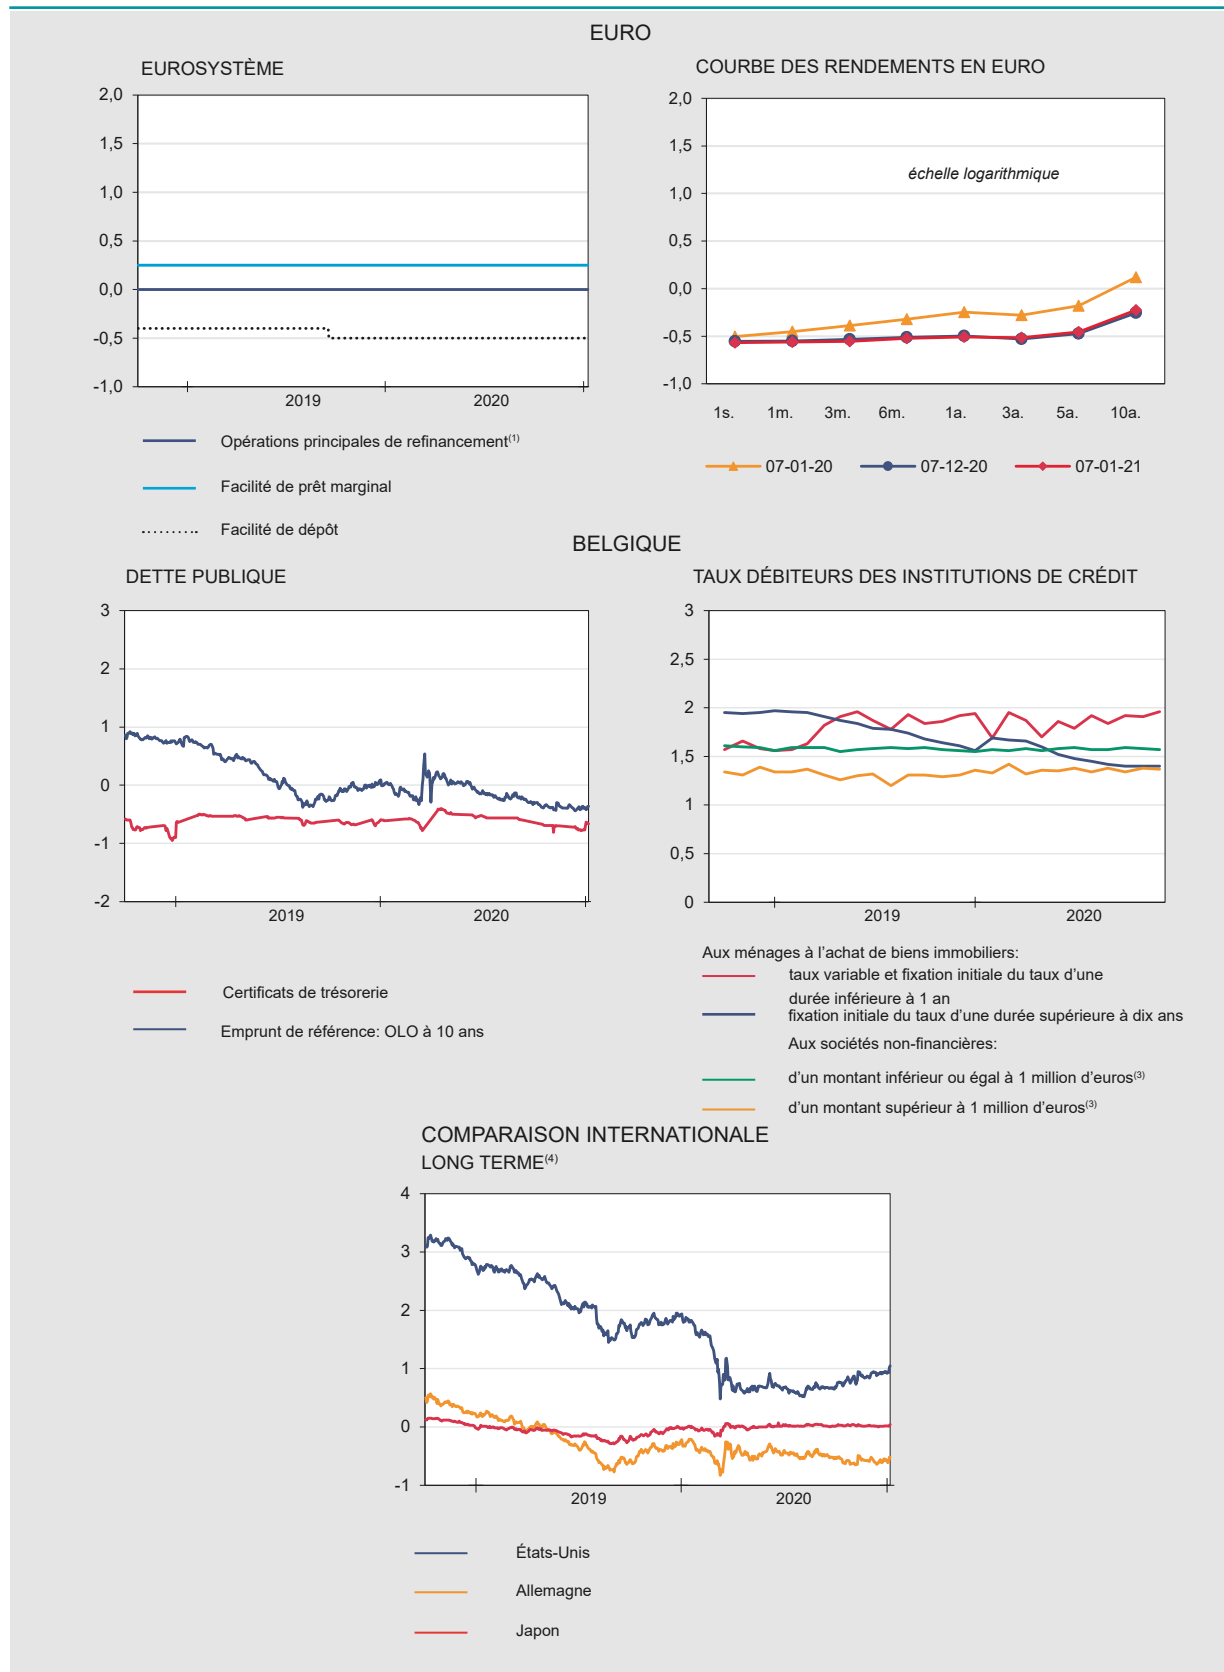 EURO
EUROSYSTÈME
2,0
1,5
1,0
0,5
0,0
-0,5
-1,0
2019
2020
Opérations principales de refinancement(1)
Facilité de prêt marginal
Facilité de dépôt
COURBE DES RENDEMENTS EN EURO
2,0
1,5
1,0
0,5
0,0
-0,5
-1,0
échelle logarithmique
1s. 1m. 3m. 6m. 1a. 3a. 5a. 10a.
07-01-20 07-12-20 07-01-21
BELGIQUE
DETTE PUBLIQUE
3
2
1
0
-1
-2
2019
2020
Certificats de trésorerie
Emprunt de référence: OLO à 10 ans
TAUX DÉBITEURS DES INSTITUTIONS DE CRÉDIT
3
2,5
2
1,5
1
0,5
0
2019
2020
Aux ménages à l’achat de biens immobiliers:
taux variable et fixation initiale du taux d’une
durée inférieure à 1 an
fixation initiale du taux d’une durée supérieure à dix ans
Aux sociétés non-financières:
d’un montant inférieur ou égal à 1 million d’euros(3)
d’un montant supérieur à 1 million d’euros(3)
COMPARAISON INTERNATIONALE
LONG TERME(4)
4
3
2
1
0
-1
2019
2020
États-Unis
Allemagne
Japon